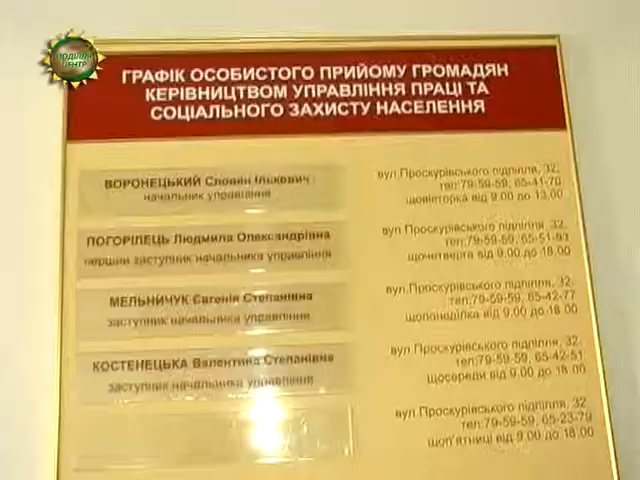 ПОДІЛЛЯ
ЦЕНТР
ГРАФІК ОСОБИСТОГО ПРИЙОМУ ГРОМАДЯН
КЕРІВНИЦТВОМ УПРАВЛІННЯ ПРАЦІ ТА
СОЦІАЛЬНОГО ЗАХИСТУ НАСЕЛЕННЯ
ВОРОНЕЦЬКИЙ Словян Ількович
начальник управління
вул.Проскурівського підпілля, 32,
тел:79-59-59, 65-41-70
щовівторка від 9.00 до 13.00
ПОГОРІЛЕЦЬ Людмила Олександрівна
перший заступник начальника управління
вул.Проскурівського підпілля, 32,
тел:79-59-59, 65-51-93
щочетверга від 9.00 до 18.00
МЕЛЬНИЧУК Євгенія Степанівна
заступник начальника управління
вул.Проскурівського підпілля, 32,
тел:79-59-59, 65-42-77
щопонеділка від 9.00 до 18.00
КОСТЕНЕЦЬКА Валентина Степанівна
заступник начальника управління
вул.Проскурівського підпілля, 32,
тел:79-59-59, 65-42-51
щосереди від 9.00 до 18.00
вул.Проскурівського підпілля, 32,
тел:79-59-59, 65-23-79
щоп'ятниці від 9.00 до 18.00